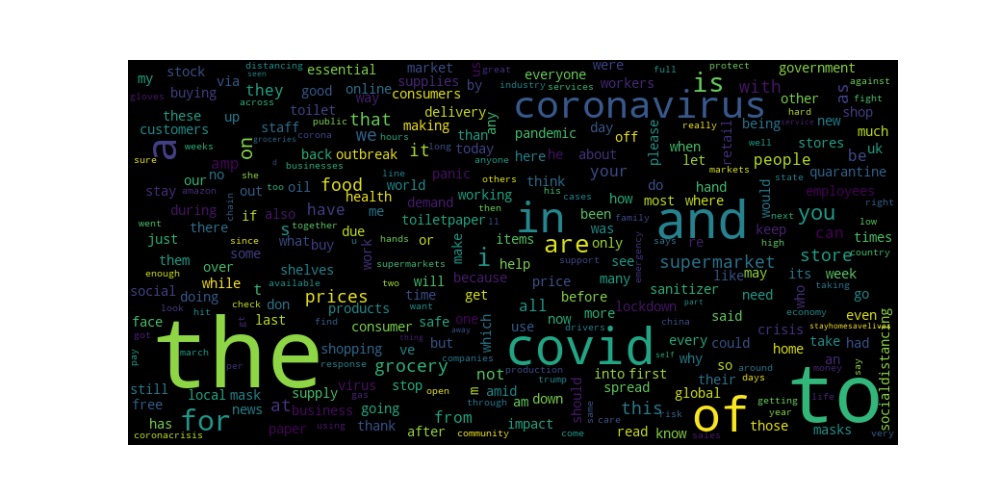 distancing were us great full protect government
my stock essential everyone is
seen industry services against
via supplies by workers with
good online consumers way other as fight
gloves buying they across public toilet that delivery coronavirus hard shop
these up staff corona we hours making than any day off please really being new much
customers groceries pandemic retail service stores uk
a weeks on d back outbreak it long today here he about when well people be
sure amp businesses anyone let markets
our no she line panic others think your state quarantine
stay amazon out too oil food world working his cases do hand would employees right
chain health demand how most where
during if also have me toiletpaper ll then in been family and next you low
went there s together due was says keep can times
just since what buy u hands or make i items are only emergency re high store country
them some work supermarkets because help support see supermarket like may its week taking
enough over shelves available two will price many sanitizer who
social while t don prices want get before need go
doing products time all more lockdown part economy
look hit check last find consumer safe one which use now drivers china said crisis even stayhomesavelives
face gt but covid every could home take had
got the march shopping ve away thing self why an socialdistancing
pay per response grocery companies production into first so around money say
still local mask virus stop not trump spread their days to
free supply gas open m amid am down should same global life
for news at business going through care this risk of getting
has paper using thank from impact read know those year masks
coronacrisis after community come sales very